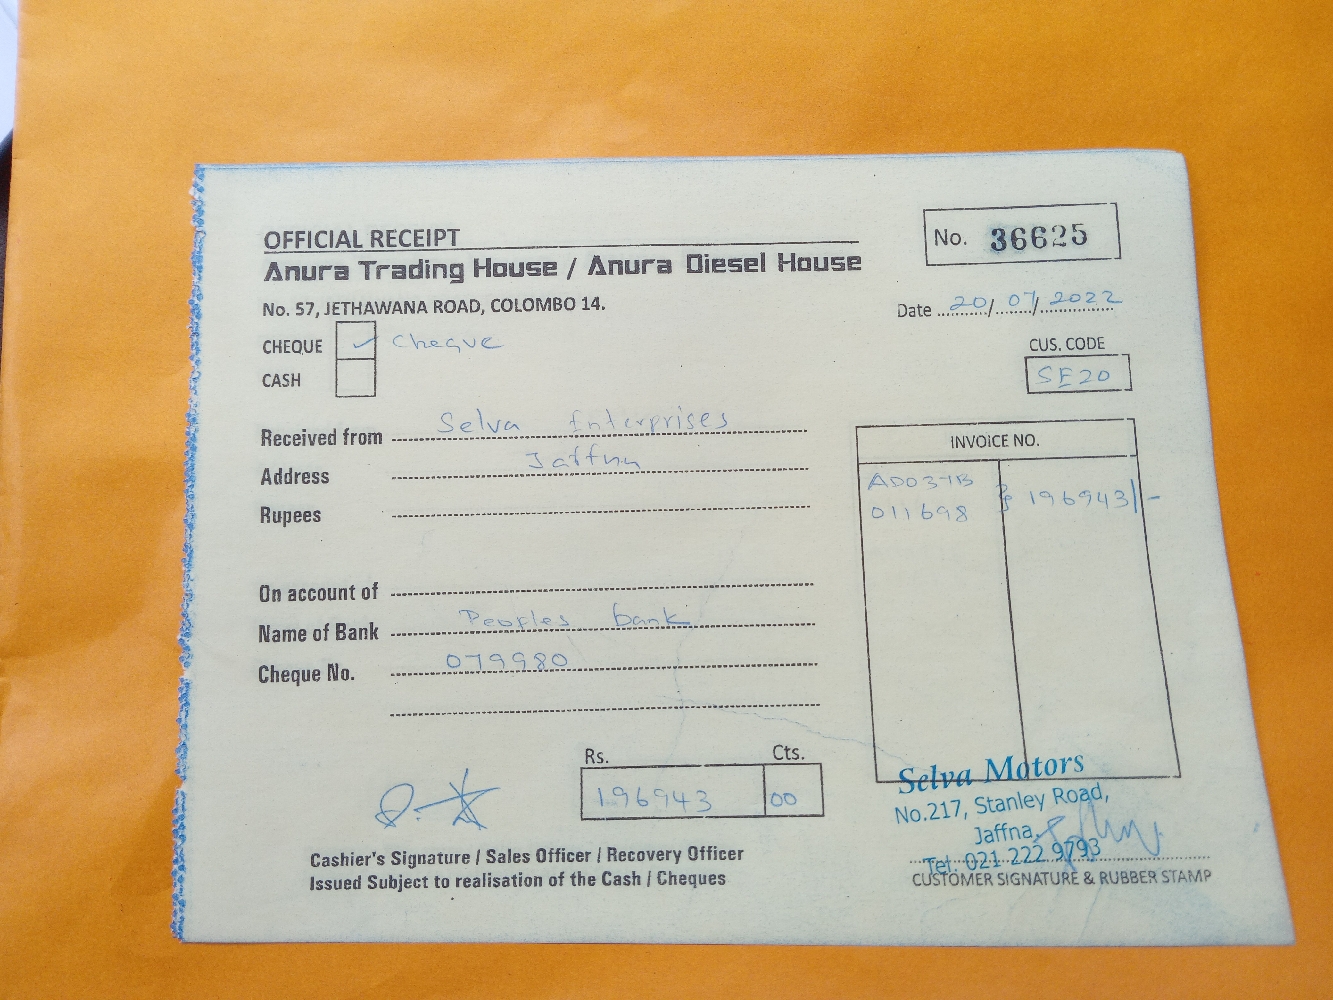 OFFICIAL RECEIPT
No. 36625
Anura Trading House / Anura Diesel House
No. 57, JETHAWANA ROAD, COLOMBO 14.
Date 20/07/2022
CHEQUE ✓ Cheque
CASH
CUS. CODE
SE20
Received from Selva Enterprises
Address Jaffna
Rupees
INVOICE NO.
011698 196943/-
On account of
Name of Bank Peoples bank
Cheque No. 079980
Rs. Cts.
196943 00
Cashier's Signature / Sales Officer / Recovery Officer
Issued Subject to realisation of the Cash / Cheques
Selva Motors
No.217, Stanley Road,
Jaffna.
Tel. 021 222 9793
CUSTOMER SIGNATURE & RUBBER STAMP